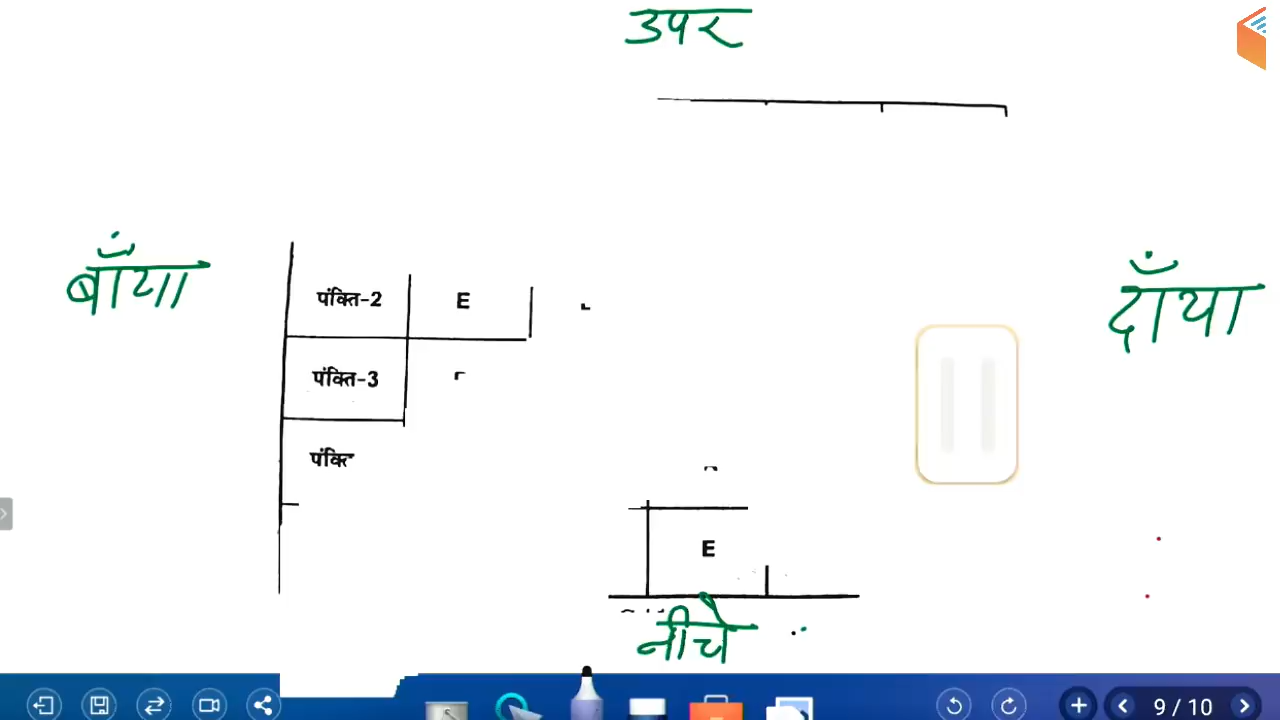 उपर
बाँया
दाँया
पंक्ति-2 E
पंक्ति-3
E
नीचे
9 / 10